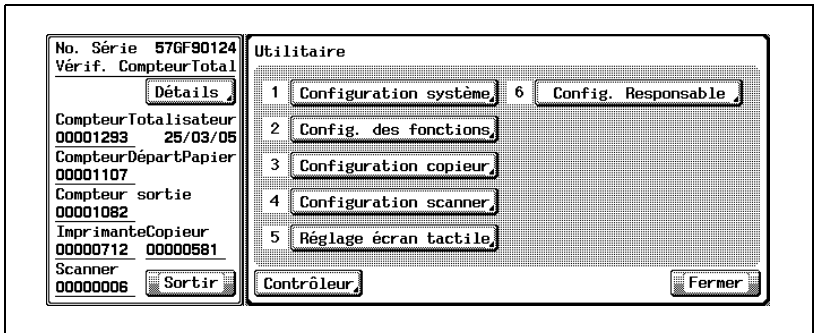 No. Série 57GF90124
Vérif. CompteurTotal
Détails
CompteurTotalisateur
00001293 25/03/05
CompteurDépartPapier
00001107
Compteur sortie
00001082
ImprimanteCopieur
00000712 00000581
Scanner
00000006 Sortir
Utilitaire
1 Configuration système 6 Config. Responsable
2 Config. des fonctions
3 Configuration copieur
4 Configuration scanner
5 Réglage écran tactile
Contrôleur Fermer